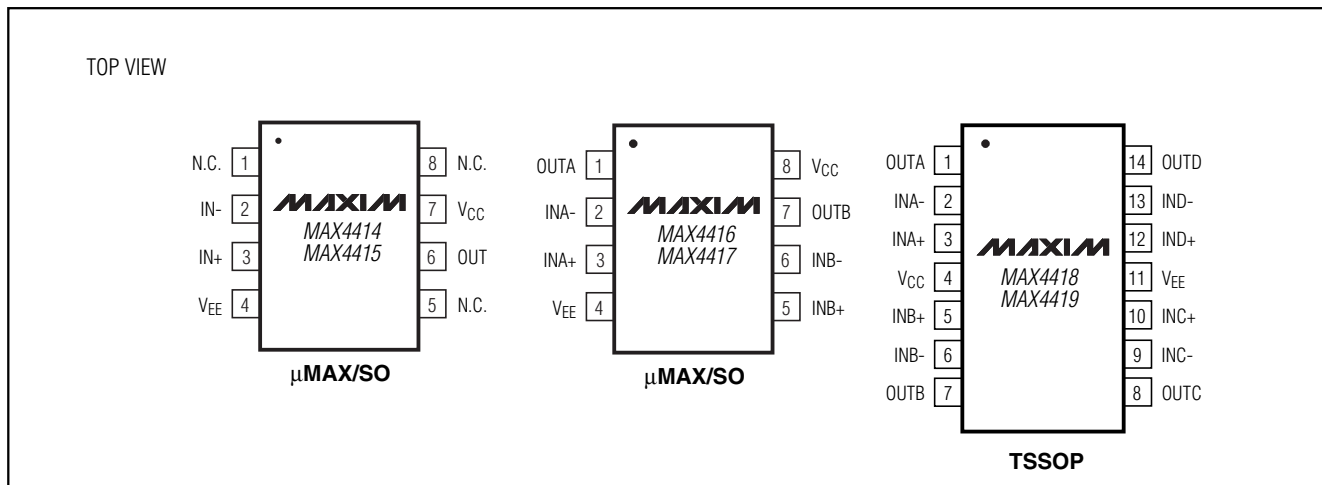 TOP VIEW
N.C. 1
IN- 2
IN+ 3
VEE 4
8 N.C.
7 VCC
6 OUT
5 N.C.
MAXIM
MAX4414
MAX4415
μMAX/SO
OUTA 1
INA- 2
INA+ 3
VEE 4
8 VCC
7 OUTB
6 INB-
5 INB+
MAXIM
MAX4416
MAX4417
μMAX/SO
OUTA 1
INA- 2
INA+ 3
VCC 4
INB+ 5
INB- 6
OUTB 7
14 OUTD
13 IND-
12 IND+
11 VEE
10 INC+
9 INC-
8 OUTC
MAXIM
MAX4418
MAX4419
TSSOP